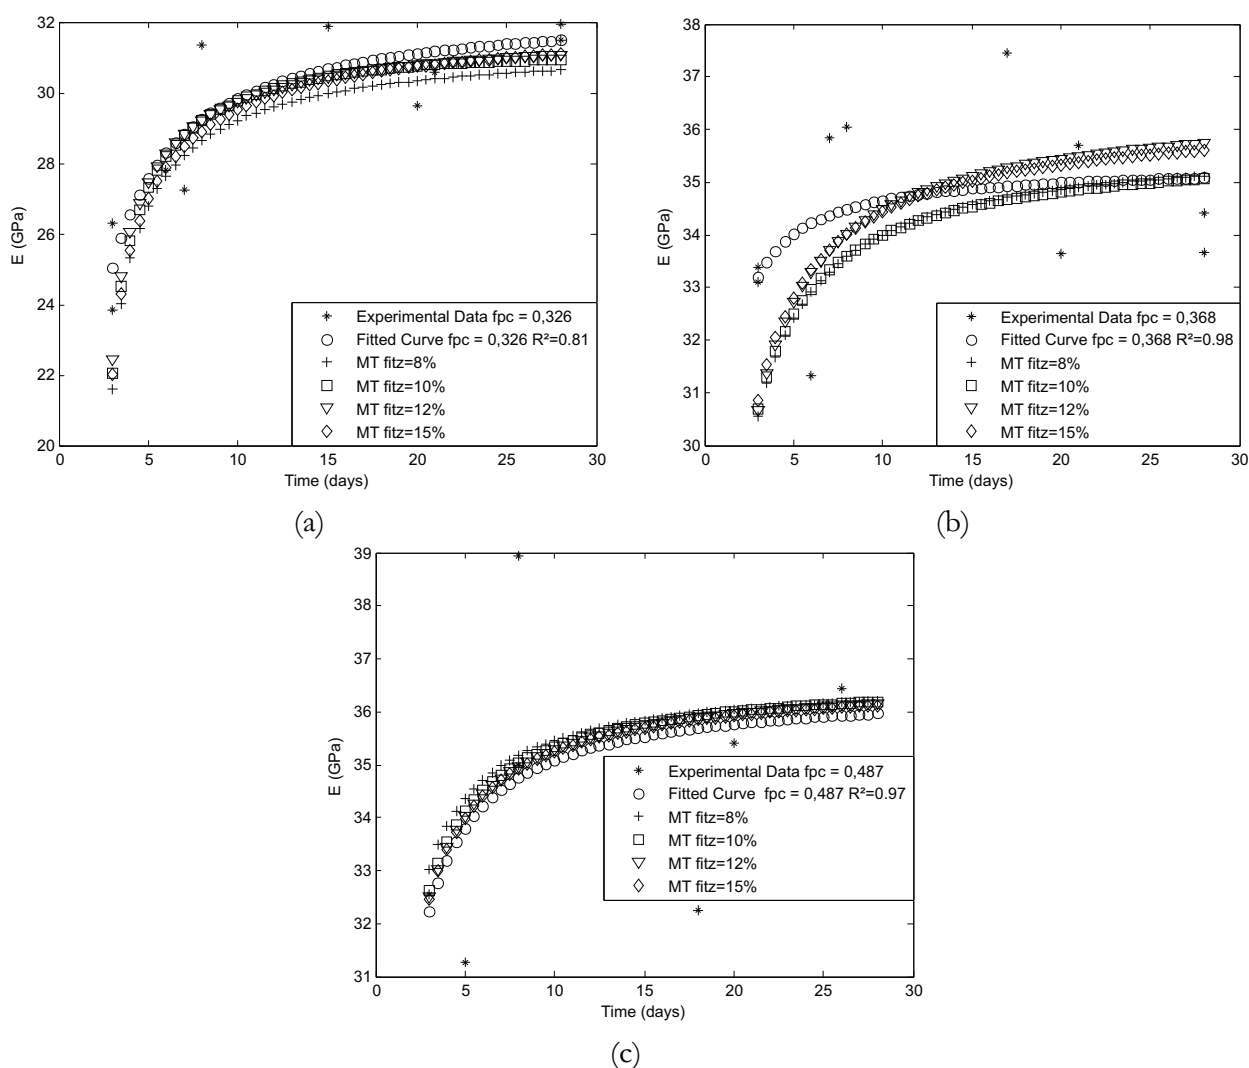 (a)
32
30
28
26
24
22
20
E (GPa)
0 5 10 15 20 25 30
Time (days)
Experimental Data fpc = 0,326
Fitted Curve fpc = 0,326 R²=0.81
MT fitz=8%
MT fitz=10%
MT fitz=12%
MT fitz=15%
(b)
38
37
36
35
34
33
32
31
30
E (GPa)
0 5 10 15 20 25 30
Time (days)
Experimental Data fpc = 0,368
Fitted Curve fpc = 0,368 R²=0.98
MT fitz=8%
MT fitz=10%
MT fitz=12%
MT fitz=15%
39
38
37
36
35
34
33
32
31
E (GPa)
0 5 10 15 20 25 30
Time (days)
Experimental Data fpc = 0,487
Fitted Curve fpc = 0,487 R²=0.97
MT fitz=8%
MT fitz=10%
MT fitz=12%
MT fitz=15%
(c)